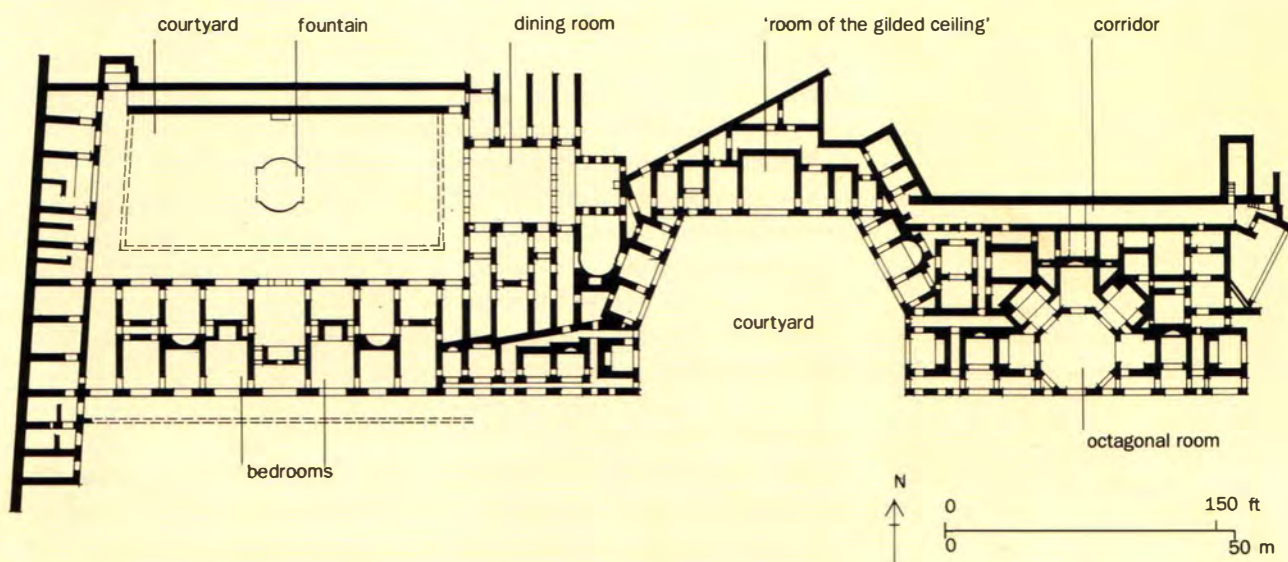 courtyard
fountain
dining room
‘room of the gilded ceiling’
corridor
courtyard
octagonal room
bedrooms
N
0
150 ft
0
50 m